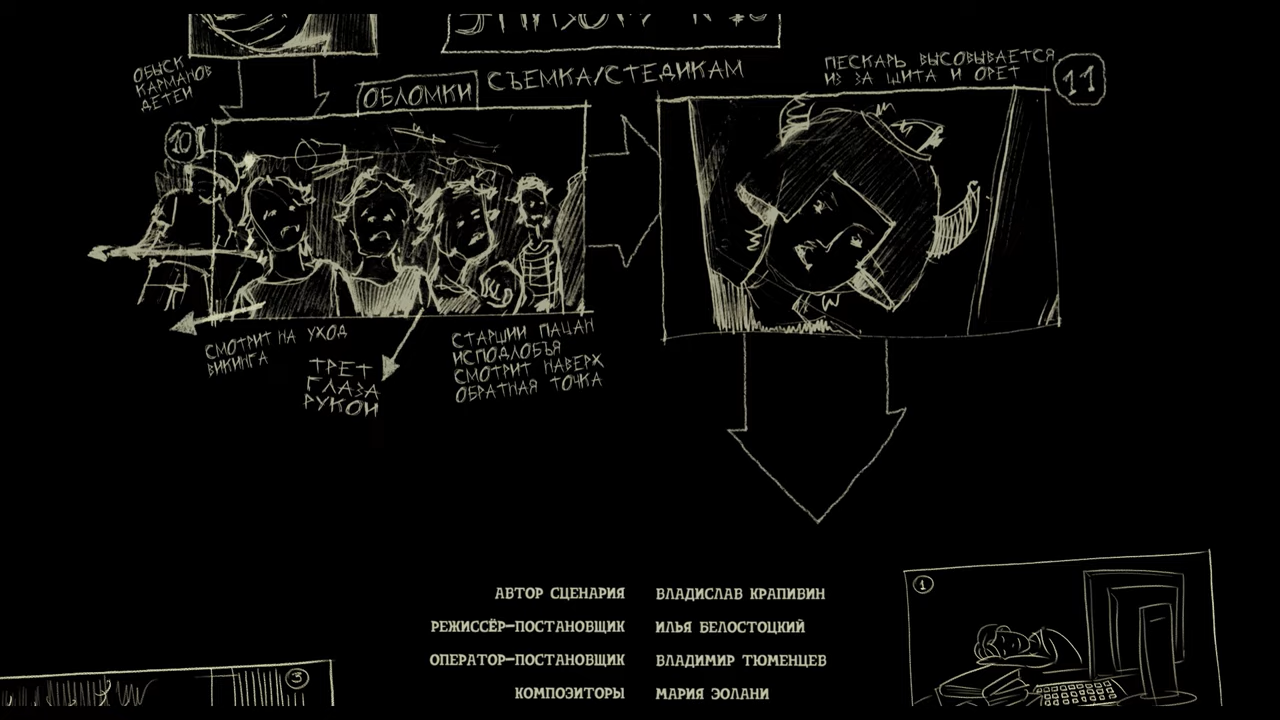 ОБЫСК
КАРМАНОВ
ДЕТЕЙ
ОБЛОМКИ
СЪЕМКА/СТЕДИКАМ
ПЕСКАРЬ ВЫСОВЫВАЕТСЯ
ИЗ ЗА ЩИТА И ОРЕТ
11
10
СМОТРИТ НА УХОД
ВИКИНГА
ТРЕТ
ГЛАЗА
РУКОЙ
СТАРШИЙ ПАЦАН
ИСПОДЛОБЬЯ
СМОТРИТ НАВЕРХ
ОБРАТНАЯ ТОЧКА
АВТОР СЦЕНАРИЯ ВЛАДИСЛАВ КРАПИВИН
РЕЖИССЁР-ПОСТАНОВЩИК ИЛЬЯ БЕЛОСТОЦКИЙ
ОПЕРАТОР-ПОСТАНОВЩИК ВЛАДИМИР ТЮМЕНЦЕВ
КОМПОЗИТОРЫ МАРИЯ ЭОЛАНИ
1
3